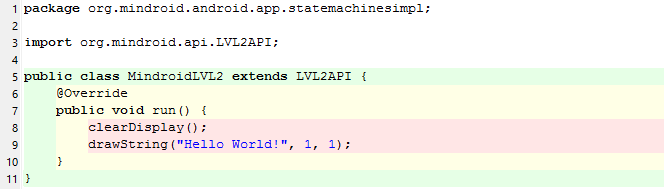 1 package org.mindroid.android.app.statemachinesimpl;
2
3 import org.mindroid.api.LVL2API;
4
5 public class MindroidLVL2 extends LVL2API {
6     @Override
7     public void run() {
8         clearDisplay();
9         drawString("Hello World!", 1, 1);
10     }
11 }